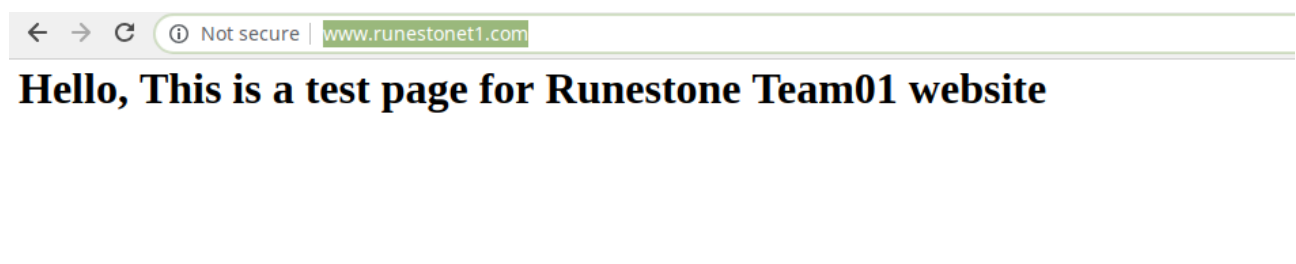 Not secure www.runestonet1.com
Hello, This is a test page for Runestone Team01 website